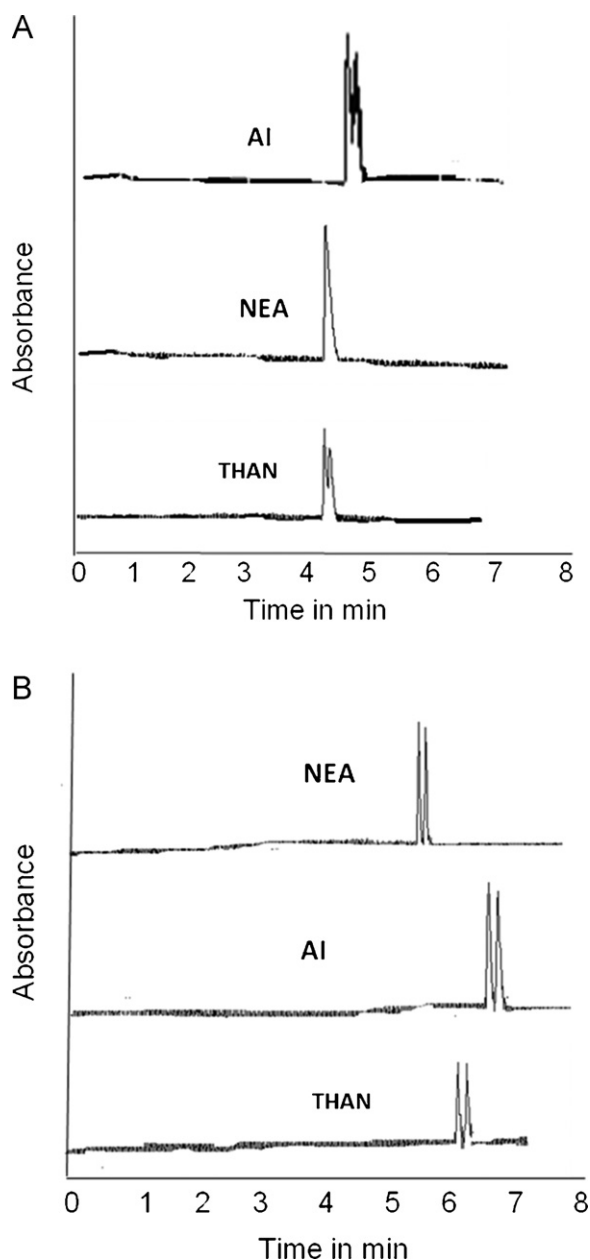 A
AI
NEA
THAN
Absorbance
0 1 2 3 4 5 6 7 8
Time in min
B
NEA
AI
THAN
Absorbance
0 1 2 3 4 5 6 7 8
Time in min